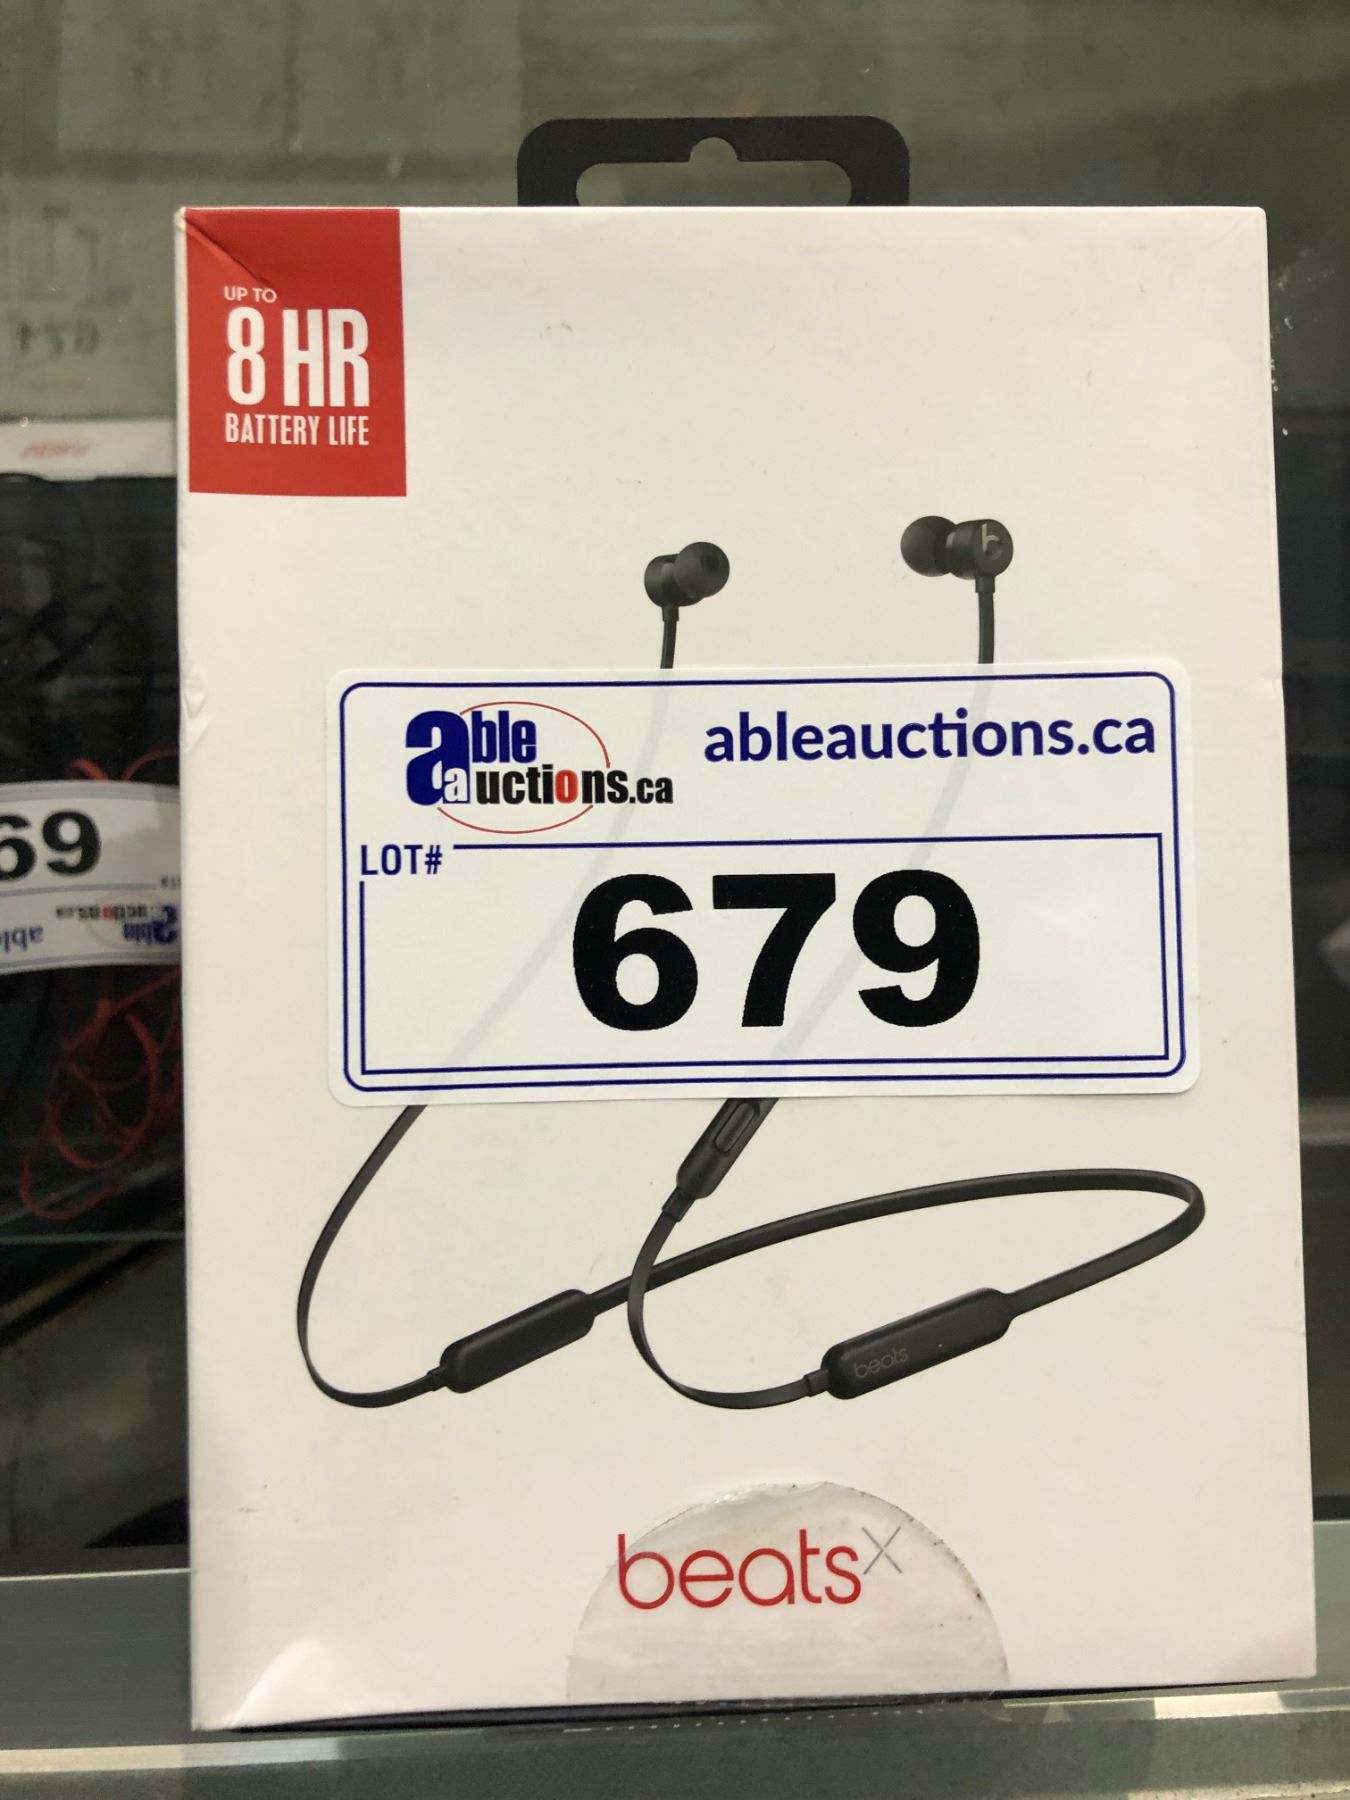 UP TO
8 HR
BATTERY LIFE
b
able
auctions.ca
ableauctions.ca
LOT#
679
69
beats
beatsX